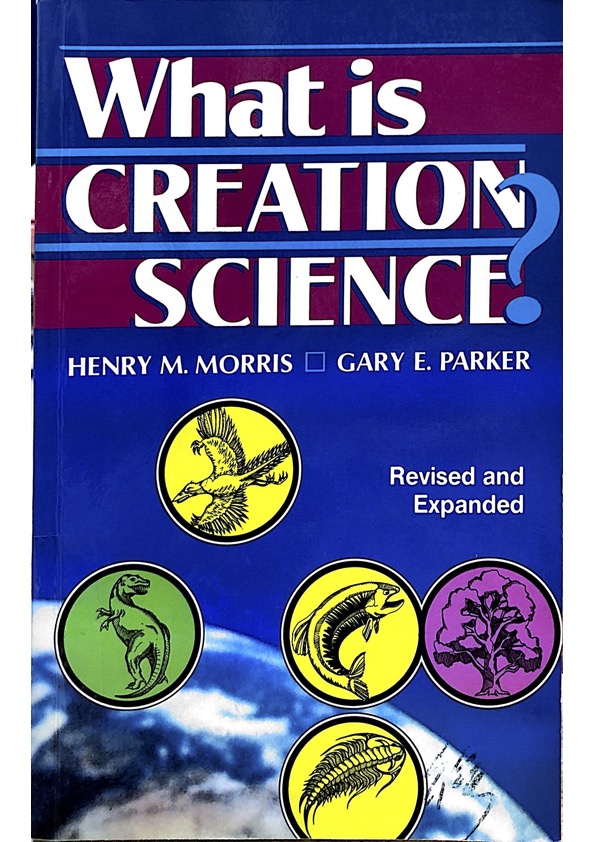 What is
CREATION
SCIENCE?
HENRY M. MORRIS □ GARY E. PARKER
Revised and
Expanded